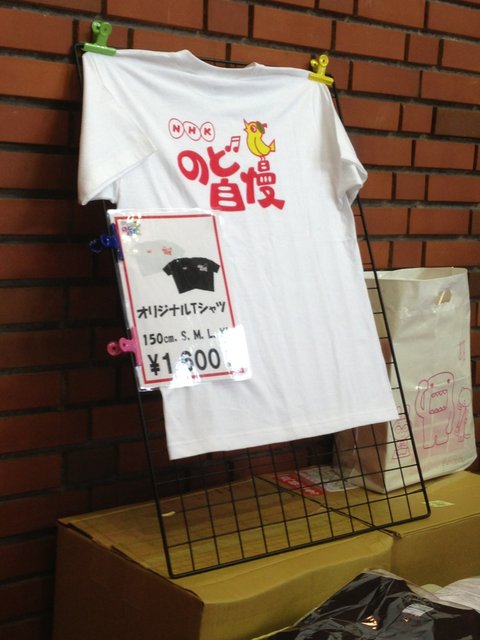 NHK
のど
自慢
オリジナルTシャツ
150cm. S. M. L.
¥1,600